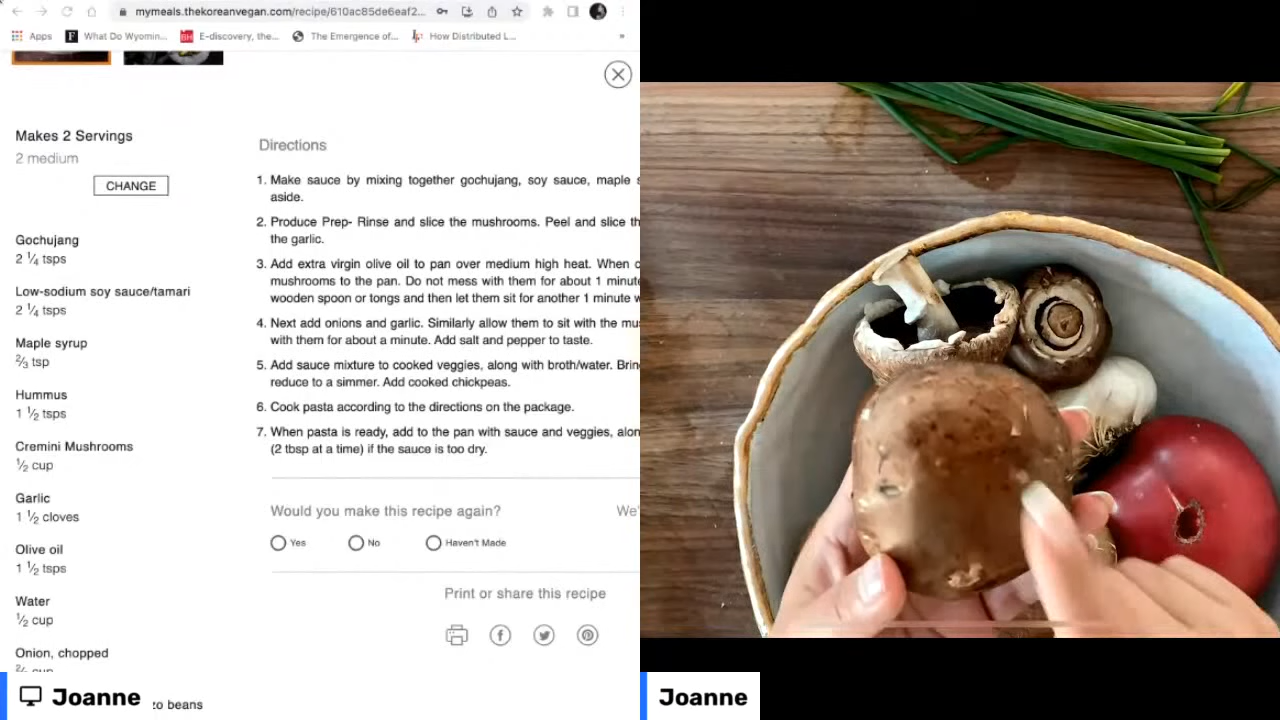 mymeals.thekoreanvegan.com/recipe/610ac85de6eaf2...
Apps
What Do Wyomin...
E-discovery, the...
The Emergence of...
How Distributed L...
»
Makes 2 Servings
2 medium
CHANGE
Gochujang
2 1/4 tsps
Low-sodium soy sauce/tamari
2 1/4 tsps
Maple syrup
2/3 tsp
Hummus
1 1/2 tsps
Cremini Mushrooms
1/2 cup
Garlic
1 1/2 cloves
Olive oil
1 1/2 tsps
Water
1/2 cup
Onion, chopped
zo beans
Directions
1. Make sauce by mixing together gochujang, soy sauce, maple
aside.
2. Produce Prep- Rinse and slice the mushrooms. Peel and slice
the garlic.
3. Add extra virgin olive oil to pan over medium high heat. When
mushrooms to the pan. Do not mess with them for about 1 minute
wooden spoon or tongs and then let them sit for another 1 minute
4. Next add onions and garlic. Similarly allow them to sit with the
with them for about a minute. Add salt and pepper to taste.
5. Add sauce mixture to cooked veggies, along with broth/water.
reduce to a simmer. Add cooked chickpeas.
6. Cook pasta according to the directions on the package.
7. When pasta is ready, add to the pan with sauce and veggies,
(2 tbsp at a time) if the sauce is too dry.
Would you make this recipe again?
Yes
No
Haven't Made
Print or share this recipe
Joanne
Joanne